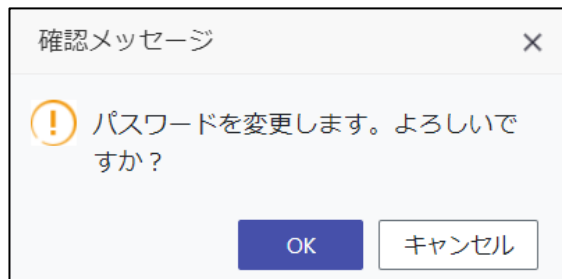 確認メッセージ
パスワードを変更します。よろしいで
すか？
OK
キャンセル